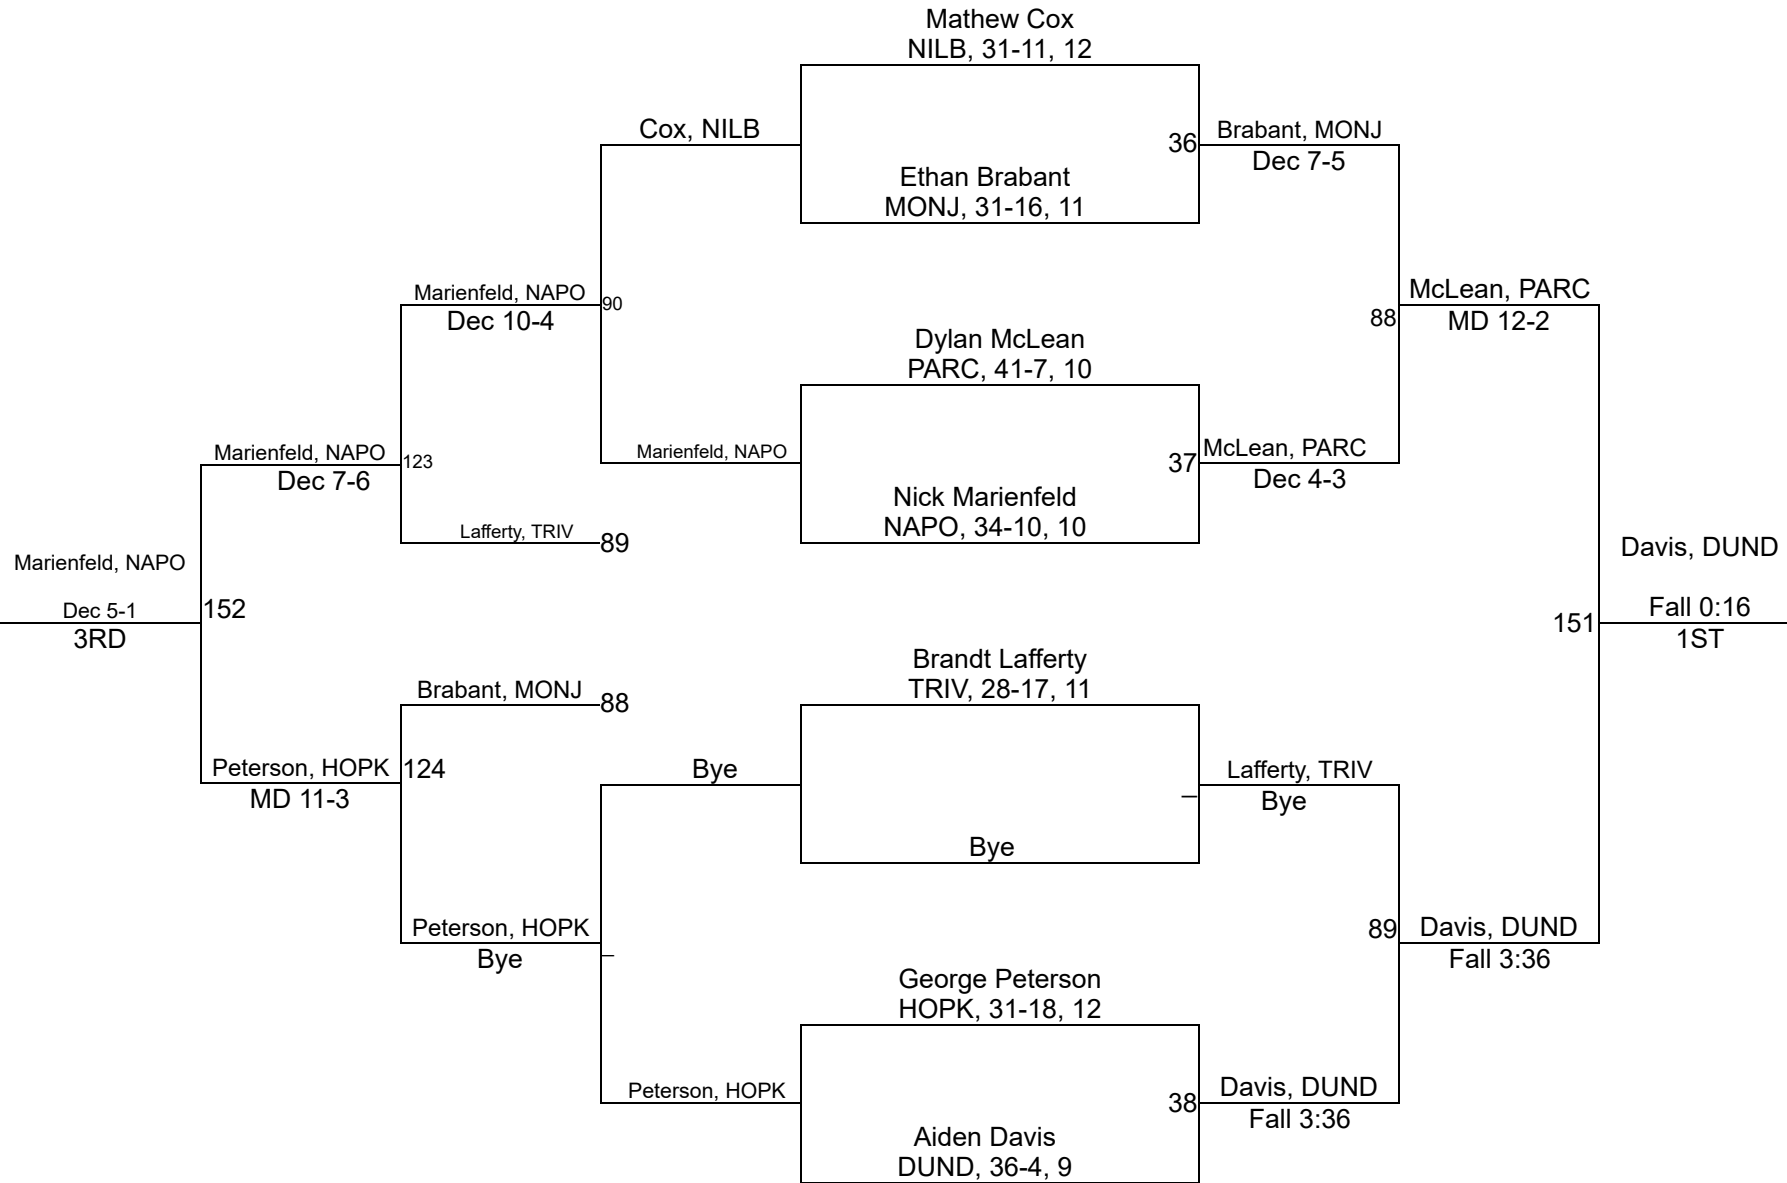 Mathew Cox
NILB, 31-11, 12
Cox, NILB
36
Brabant, MONJ
Dec 7-5
Ethan Brabant
MONJ, 31-16, 11
Marienfeld, NAPO
90
Dec 10-4
McLean, PARC
88
MD 12-2
Dylan McLean
PARC, 41-7, 10
Marienfeld, NAPO
123
Dec 7-6
Marienfeld, NAPO
37
McLean, PARC
Dec 4-3
Nick Marienfeld
NAPO, 34-10, 10
Lafferty, TRIV
89
Marienfeld, NAPO
Dec 5-1
152
3RD
Davis, DUND
151
Fall 0:16
1ST
Brandt Lafferty
TRIV, 28-17, 11
Brabant, MONJ
88
Peterson, HOPK
124
MD 11-3
Bye
–
Lafferty, TRIV
Bye
Bye
Peterson, HOPK
–
Bye
89
Davis, DUND
Fall 3:36
George Peterson
HOPK, 31-18, 12
Peterson, HOPK
38
Davis, DUND
Fall 3:36
Aiden Davis
DUND, 36-4, 9